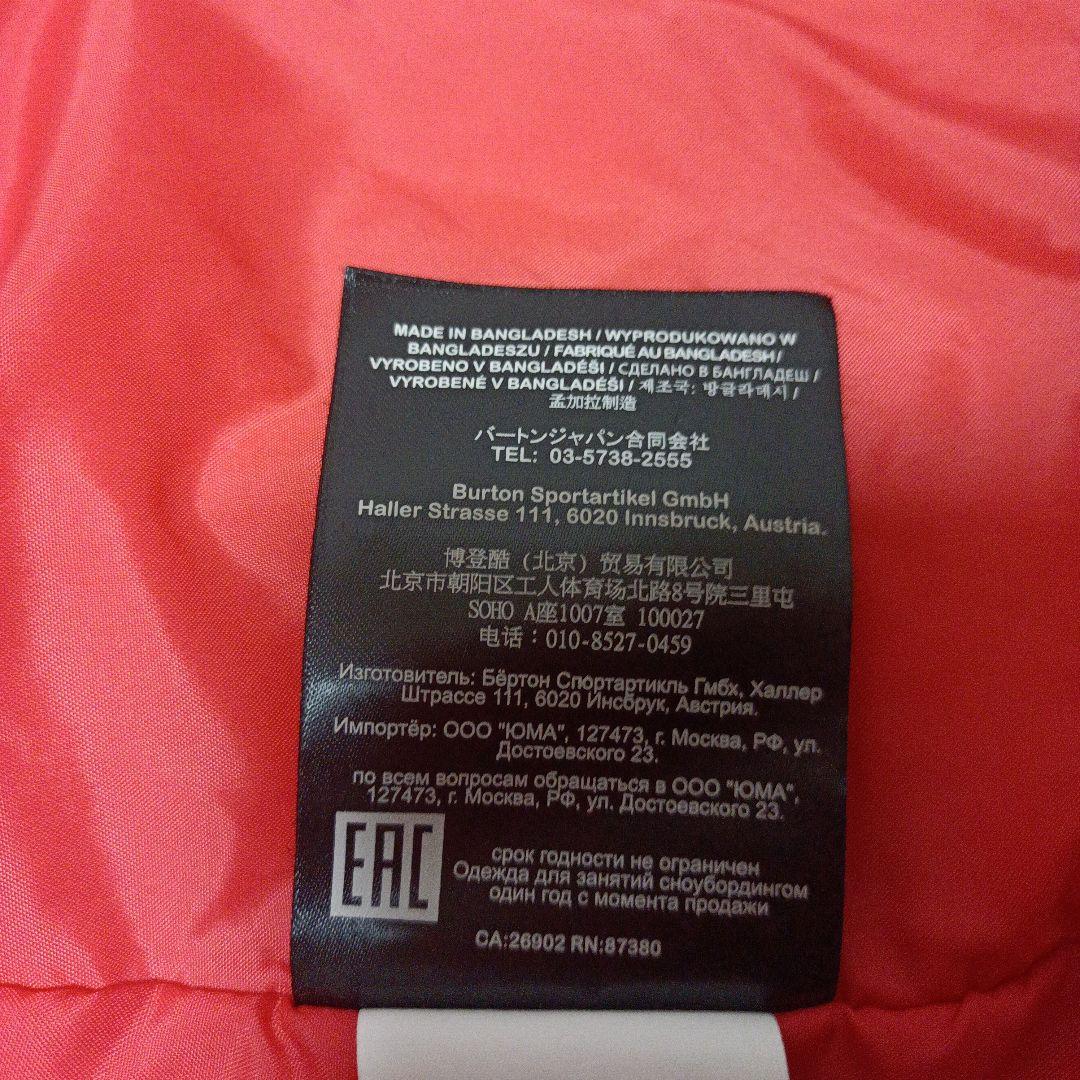 MADE IN BANGLADESH / WYPRODUKOWANO W
BANGLADESZU / FABRIQUÉ AU BANGLADESH /
VYROBENO V BANGLADÉŠI / СДЕЛАНО В БАНГЛАДЕШ /
VYROBENÉ V BANGLADÉŠI / 제조국: 방글라데시 /
孟加拉制造
バートンジャパン合同会社
TEL: 03-5738-2555
Burton Sportartikel GmbH
Haller Strasse 111, 6020 Innsbruck, Austria.
博登酷 (北京) 贸易有限公司
北京市朝阳区工人体育场北路8号院三里屯
SOHO A座1007室 100027
电话：010-8527-0459
Изготовитель: Бёртон Спортартикль Гмбх, Халлер
Штрассе 111, 6020 Инсбрук, Австрия.
Импортёр: ООО "ЮМА", 127473, г. Москва, РФ, ул.
Достоевского 23.
по всем вопросам обращаться в ООО "ЮМА",
127473, г. Москва, РФ, ул. Достоевского 23.
EAC
срок годности не ограничен
Одежда для занятий сноубордингом
один год с момента продажи
CA:26902 RN:87380